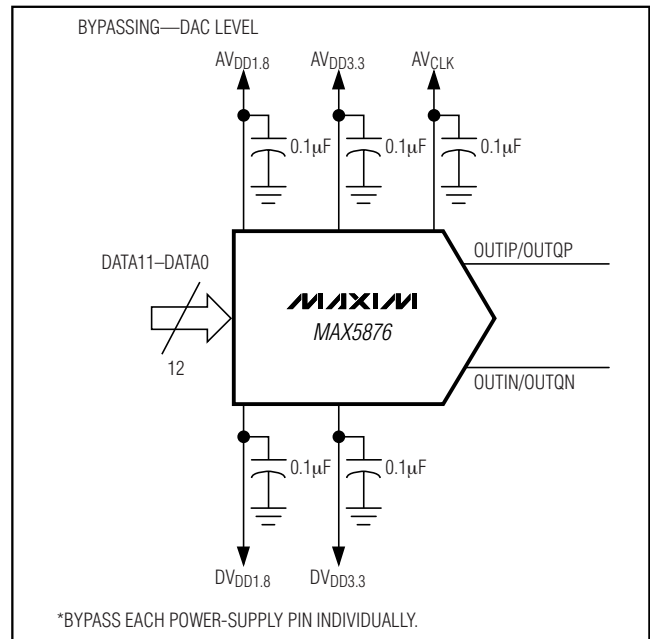 BYPASSING—DAC LEVEL
AVDD1.8 AVDD3.3 AVCLK
0.1µF 0.1µF 0.1µF
DATA11–DATA0
12
MAXIM
MAX5876
OUTIP/OUTQP
OUTIN/OUTQN
0.1µF 0.1µF
DVDD1.8 DVDD3.3
*BYPASS EACH POWER-SUPPLY PIN INDIVIDUALLY.